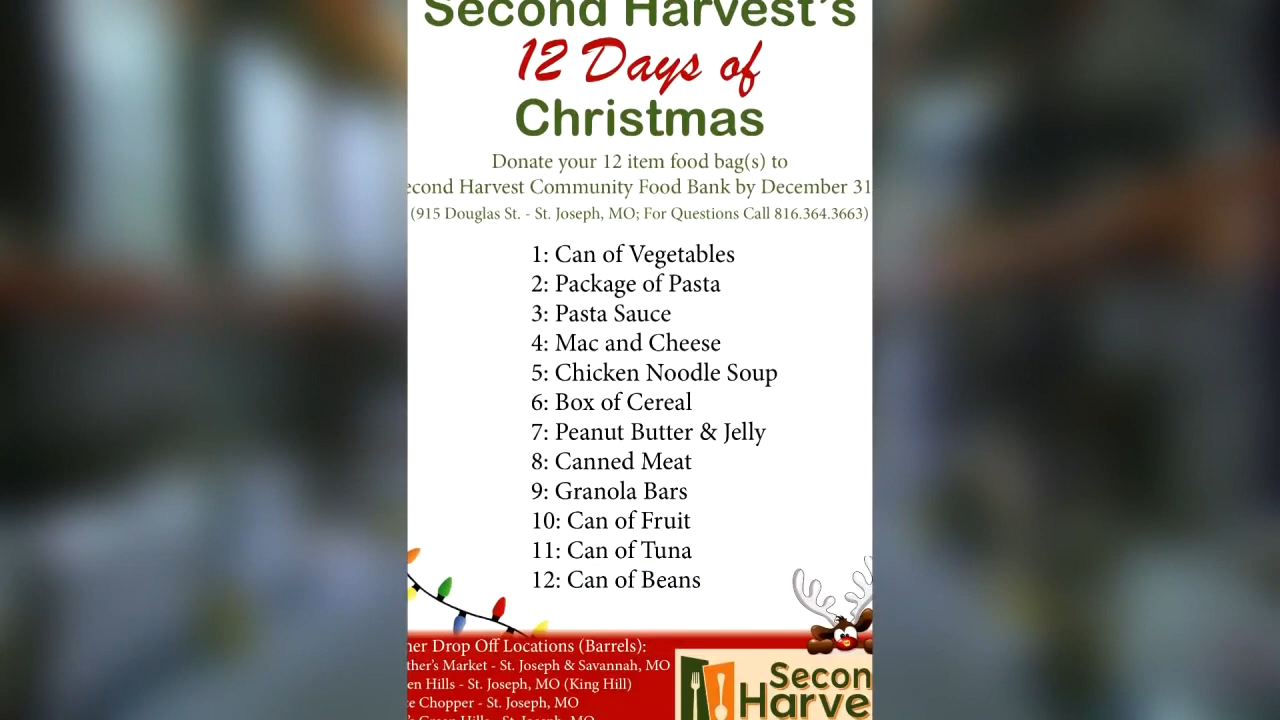 Second Harvest's
12 Days of
Christmas
Donate your 12 item food bag(s) to
econd Harvest Community Food Bank by December 31
(915 Douglas St. - St. Joseph, MO; For Questions Call 816.364.3663)
1: Can of Vegetables
2: Package of Pasta
3: Pasta Sauce
4: Mac and Cheese
5: Chicken Noodle Soup
6: Box of Cereal
7: Peanut Butter & Jelly
8: Canned Meat
9: Granola Bars
10: Can of Fruit
11: Can of Tuna
12: Can of Beans
her Drop Off Locations (Barrels):
ther's Market - St. Joseph & Savannah, MO
en Hills - St. Joseph, MO (King Hill)
e Chopper - St. Joseph, MO
's Green Hills - St. Joseph, MO
Secon
Harve